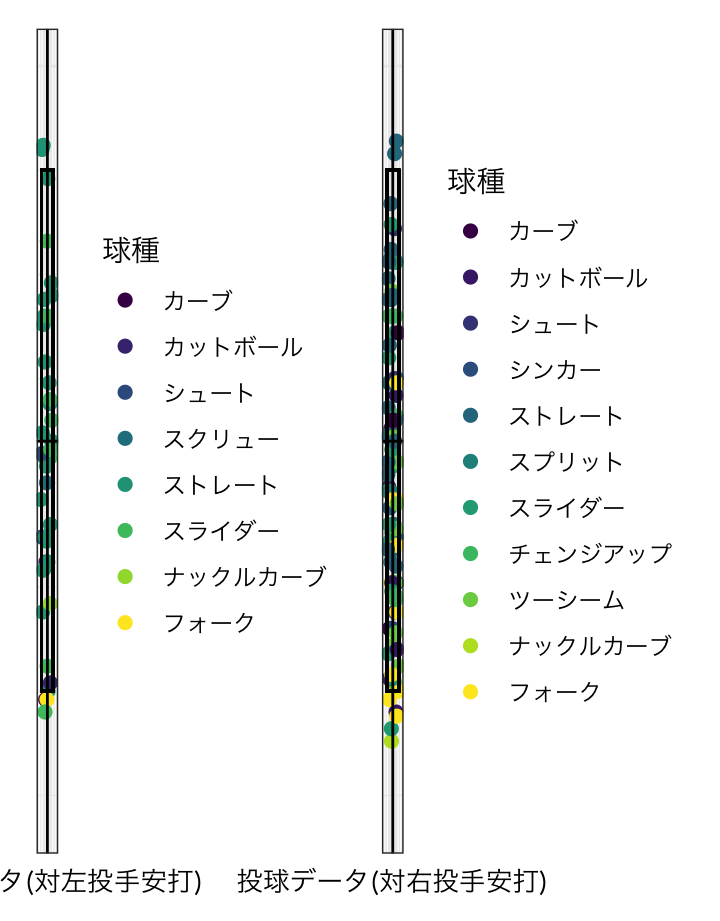 球種
カーブ
カットボール
シュート
スクリュー
ストレート
スライダー
ナックルカーブ
フォーク
タ(対左投手安打)
球種
カーブ
カットボール
シュート
シンカー
ストレート
スプリット
スライダー
チェンジアップ
ツーシーム
ナックルカーブ
フォーク
投球データ(対右投手安打)